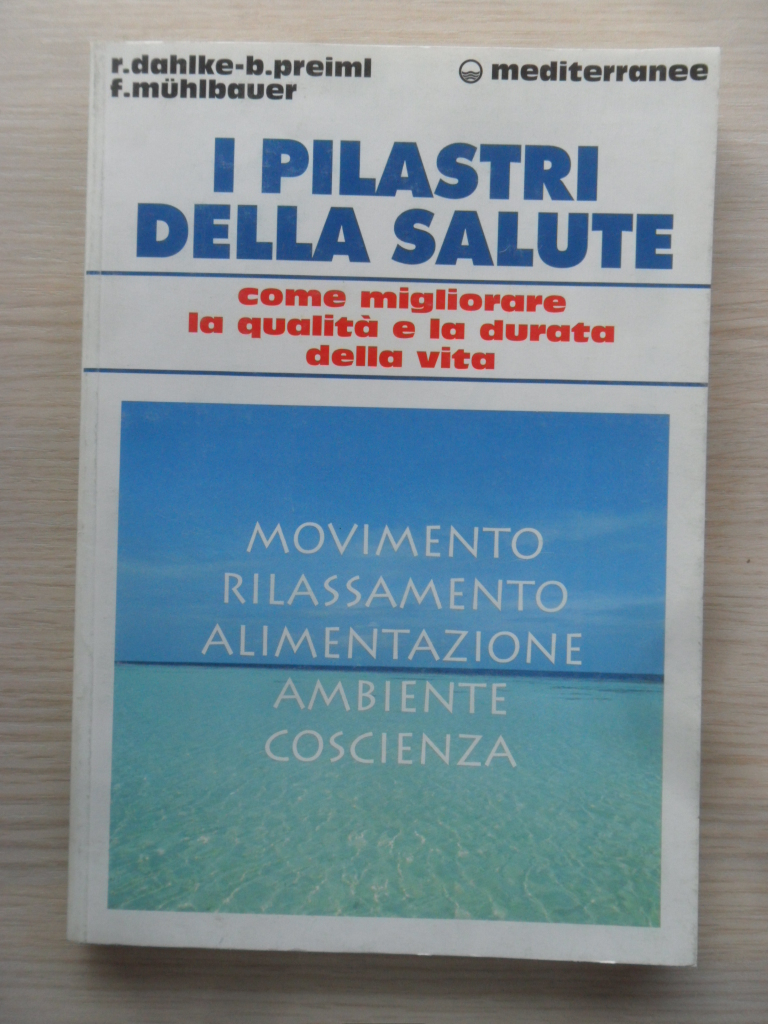 r.dahlke-b.preiml
f.mühlbauer
mediterranee
I PILASTRI
DELLA SALUTE
come migliorare
la qualità e la durata
della vita
MOVIMENTO
RILASSAMENTO
ALIMENTAZIONE
AMBIENTE
COSCIENZA